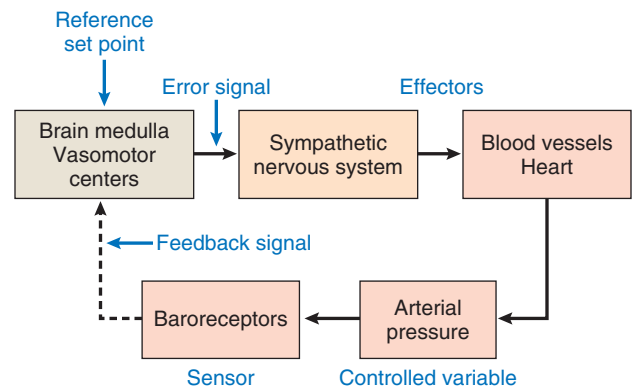 Reference
set point
Error signal
Effectors
Brain medulla
Vasomotor
centers
Sympathetic
nervous system
Blood vessels
Heart
Feedback signal
Baroreceptors
Arterial
pressure
Sensor
Controlled variable